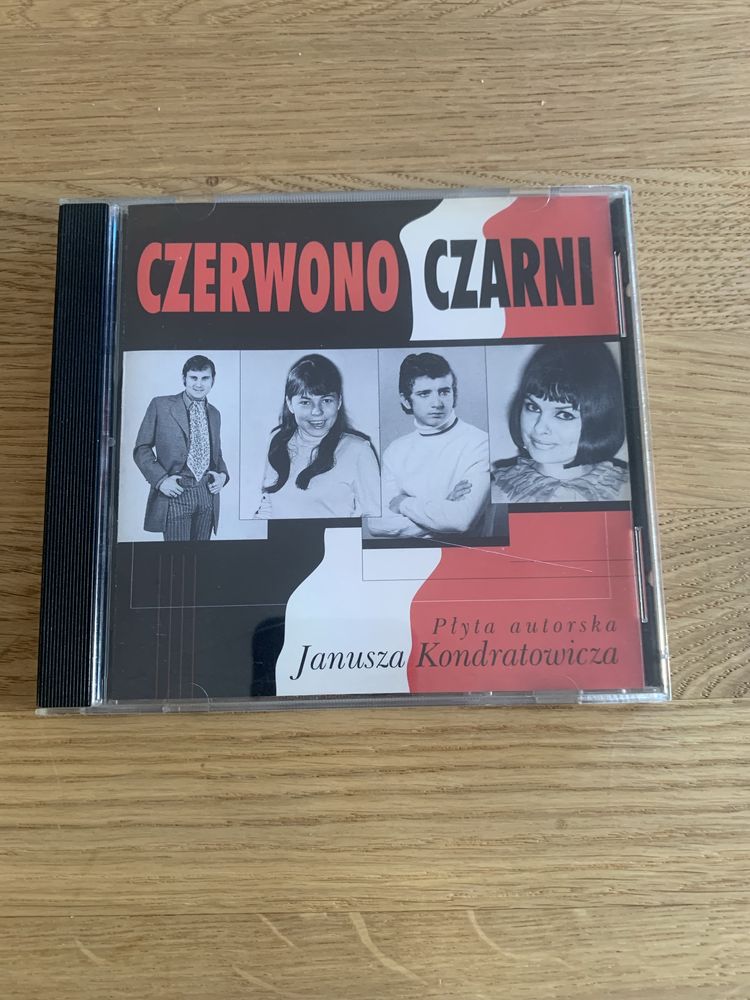 CZERWONO CZARNI
Płyta autorska
Janusza Kondratowicza